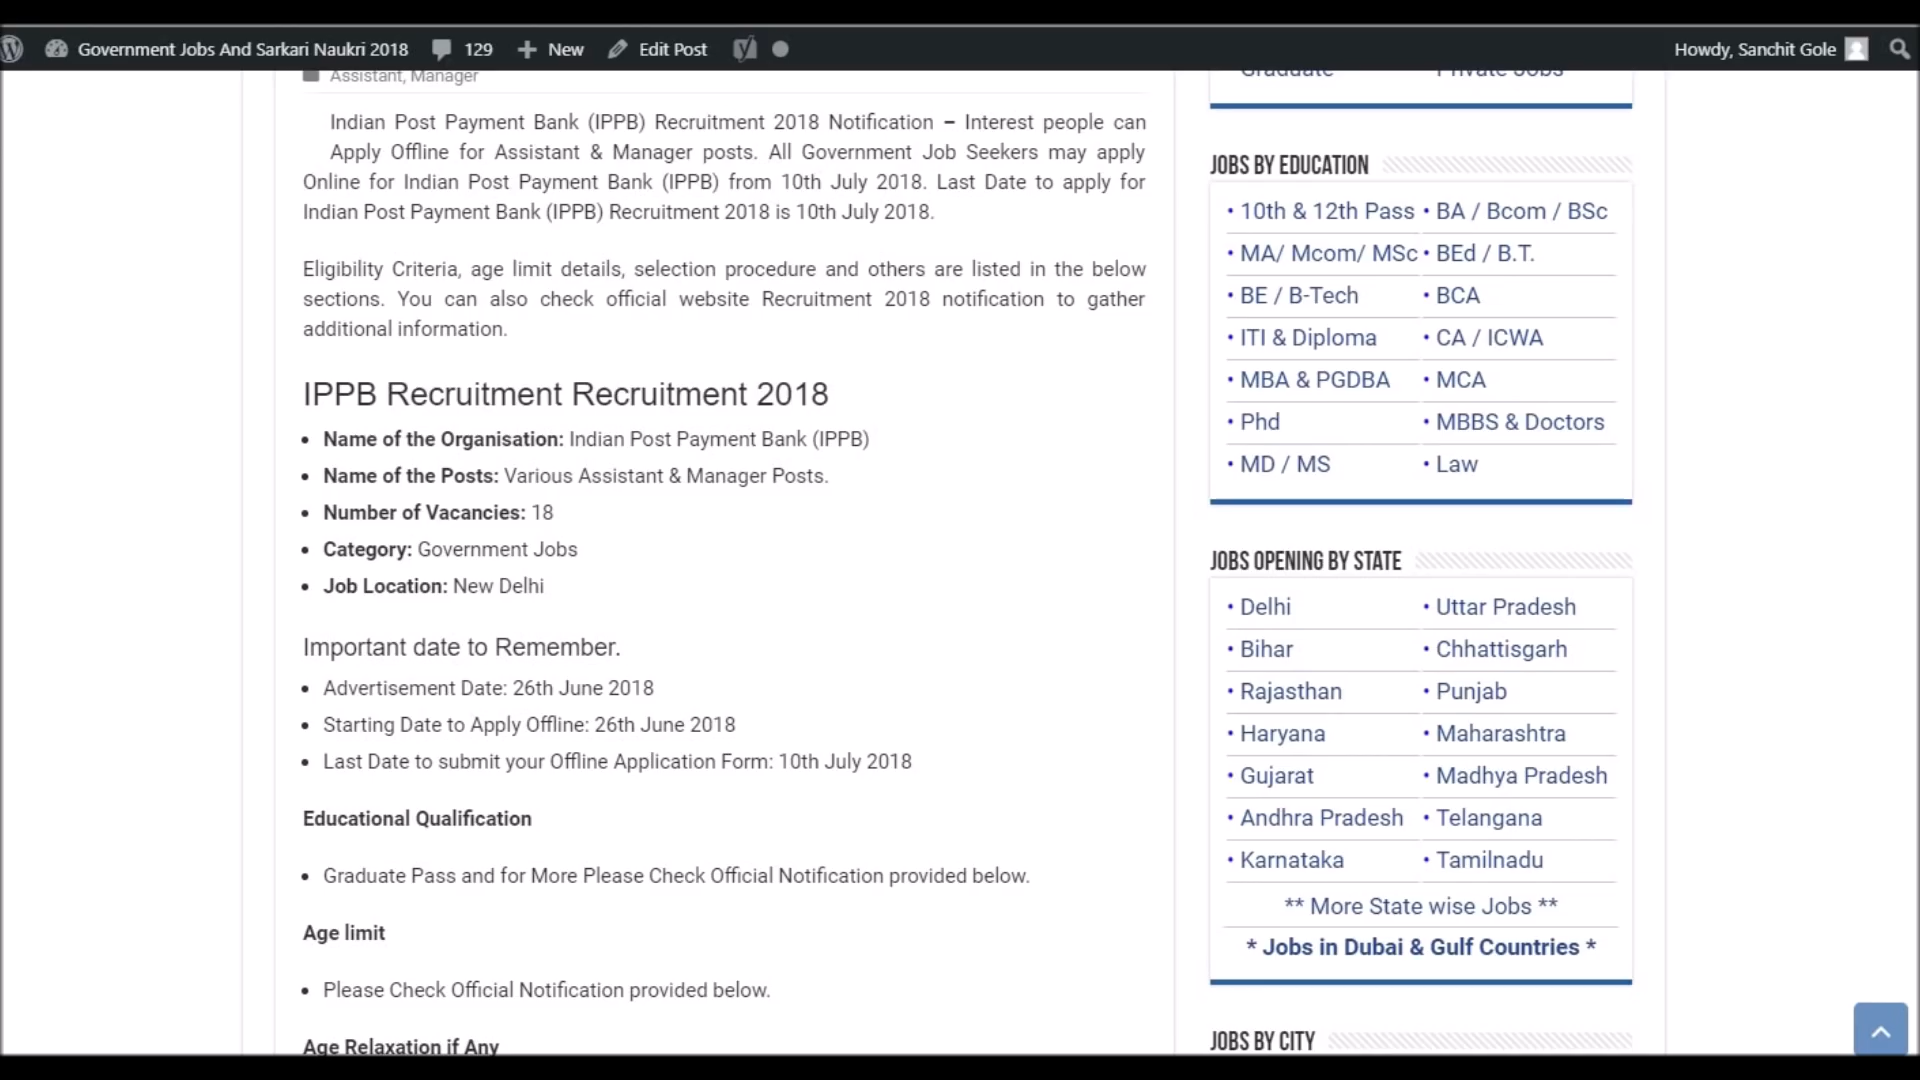 Government Jobs And Sarkari Naukri 2018 129 New Edit Post Howdy, Sanchit Gole
Assistant, Manager
Indian Post Payment Bank (IPPB) Recruitment 2018 Notification – Interest people can
Apply Offline for Assistant & Manager posts. All Government Job Seekers may apply
Online for Indian Post Payment Bank (IPPB) from 10th July 2018. Last Date to apply for
Indian Post Payment Bank (IPPB) Recruitment 2018 is 10th July 2018.
Eligibility Criteria, age limit details, selection procedure and others are listed in the below
sections. You can also check official website Recruitment 2018 notification to gather
additional information.
IPPB Recruitment Recruitment 2018
• Name of the Organisation: Indian Post Payment Bank (IPPB)
• Name of the Posts: Various Assistant & Manager Posts.
• Number of Vacancies: 18
• Category: Government Jobs
• Job Location: New Delhi
Important date to Remember.
• Advertisement Date: 26th June 2018
• Starting Date to Apply Offline: 26th June 2018
• Last Date to submit your Offline Application Form: 10th July 2018
Educational Qualification
• Graduate Pass and for More Please Check Official Notification provided below.
Age limit
• Please Check Official Notification provided below.
Age Relaxation if Any
Graduate Private Jobs
JOBS BY EDUCATION
• 10th & 12th Pass • BA / Bcom / BSc
• MA/ Mcom/ MSc • BEd / B.T.
• BE / B-Tech • BCA
• ITI & Diploma • CA / ICWA
• MBA & PGDBA • MCA
• Phd • MBBS & Doctors
• MD / MS • Law
JOBS OPENING BY STATE
• Delhi • Uttar Pradesh
• Bihar • Chhattisgarh
• Rajasthan • Punjab
• Haryana • Maharashtra
• Gujarat • Madhya Pradesh
• Andhra Pradesh • Telangana
• Karnataka • Tamilnadu
** More State wise Jobs **
* Jobs in Dubai & Gulf Countries *
JOBS BY CITY